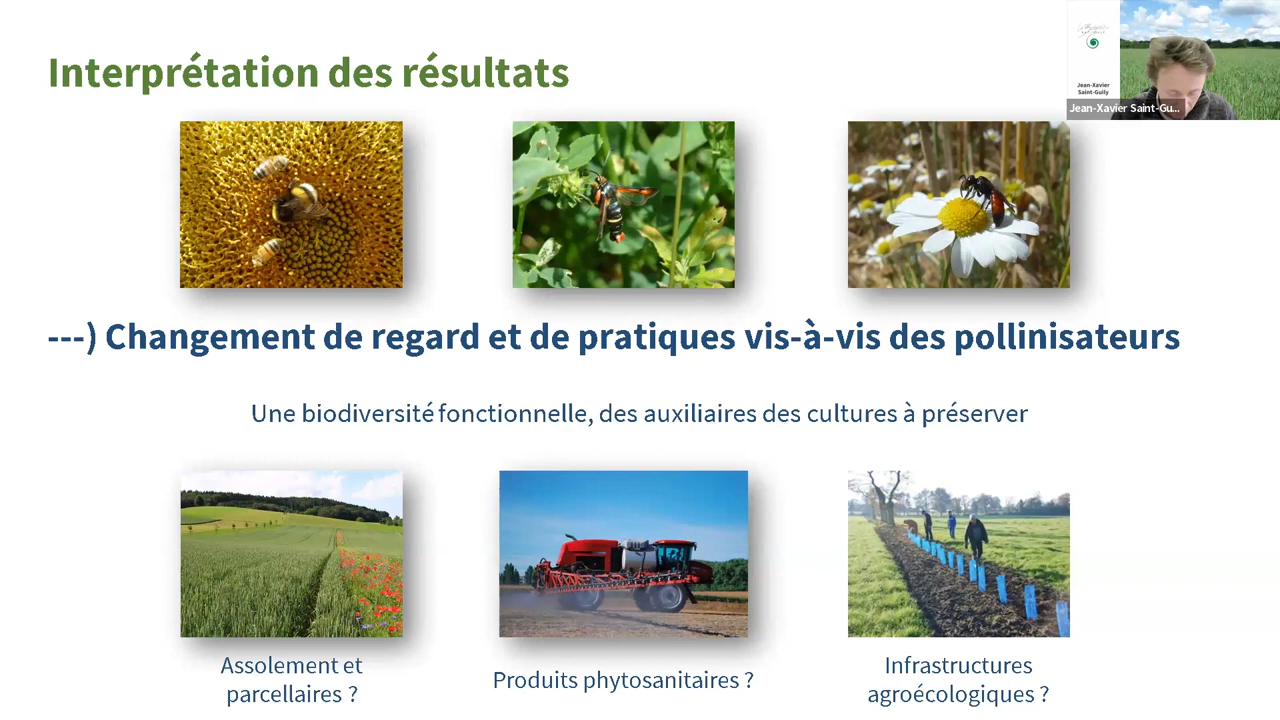 Interprétation des résultats
Jean-Xavier
Saint-Guily
Jean-Xavier Saint-Gu...
---) Changement de regard et de pratiques vis-à-vis des pollinisateurs
Une biodiversité fonctionnelle, des auxiliaires des cultures à préserver
Assolement et
parcellaires ?
Produits phytosanitaires ?
Infrastructures
agroécologiques ?